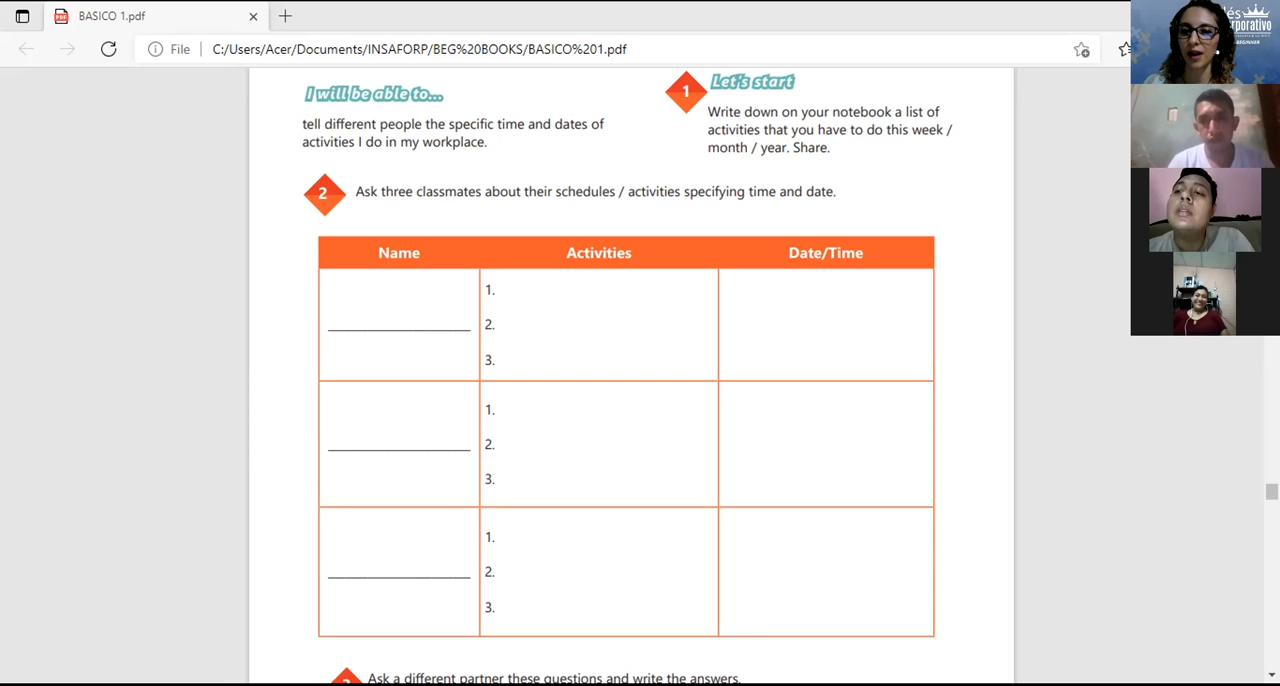 BASICO 1.pdf
File
C:/Users/Acer/Documents/INSAFORP/BEG%20BOOKS/BASICO%201.pdf
I will be able to...
tell different people the specific time and dates of
activities I do in my workplace.
1
Let's start
Write down on your notebook a list of
activities that you have to do this week /
month / year. Share.
2
Ask three classmates about their schedules / activities specifying time and date.
Name Activities Date/Time
1.
2.
3.
1.
2.
3.
1.
2.
3.
Ask a different partner these questions and write the answers.